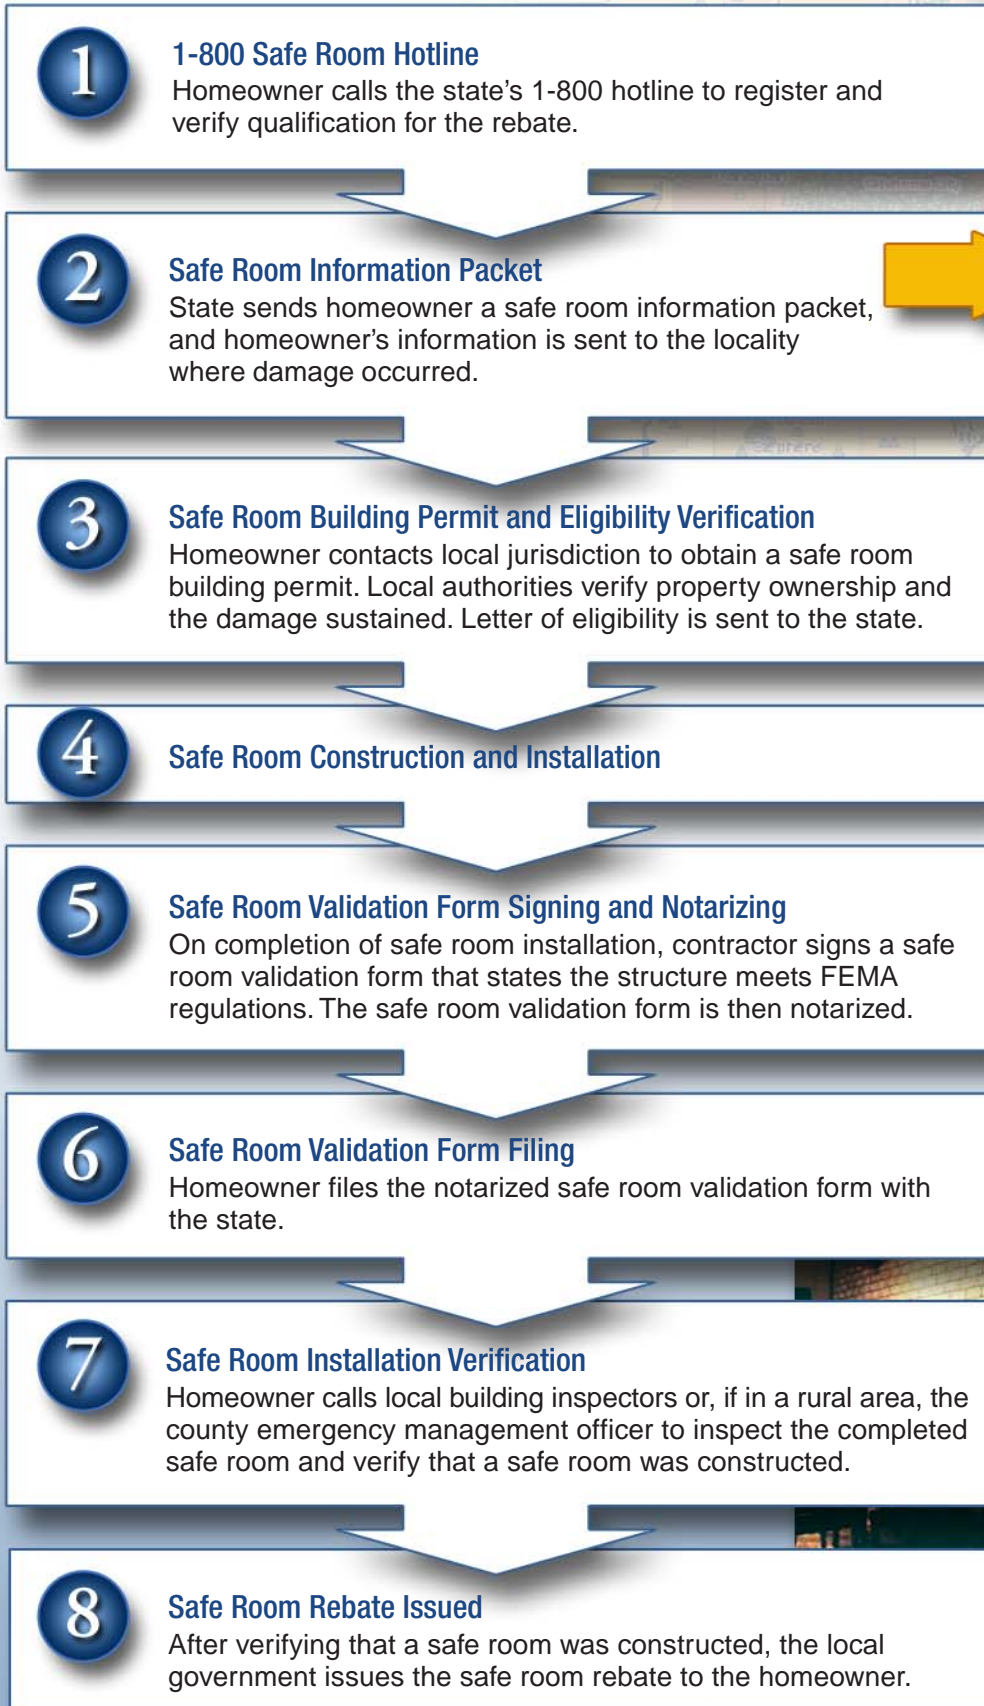 1
1-800 Safe Room Hotline
Homeowner calls the state’s 1-800 hotline to register and
verify qualification for the rebate.
2
Safe Room Information Packet
State sends homeowner a safe room information packet,
and homeowner’s information is sent to the locality
where damage occurred.
3
Safe Room Building Permit and Eligibility Verification
Homeowner contacts local jurisdiction to obtain a safe room
building permit. Local authorities verify property ownership and
the damage sustained. Letter of eligibility is sent to the state.
4
Safe Room Construction and Installation
5
Safe Room Validation Form Signing and Notarizing
On completion of safe room installation, contractor signs a safe
room validation form that states the structure meets FEMA
regulations. The safe room validation form is then notarized.
6
Safe Room Validation Form Filing
Homeowner files the notarized safe room validation form with
the state.
7
Safe Room Installation Verification
Homeowner calls local building inspectors or, if in a rural area, the
county emergency management officer to inspect the completed
safe room and verify that a safe room was constructed.
8
Safe Room Rebate Issued
After verifying that a safe room was constructed, the local
government issues the safe room rebate to the homeowner.